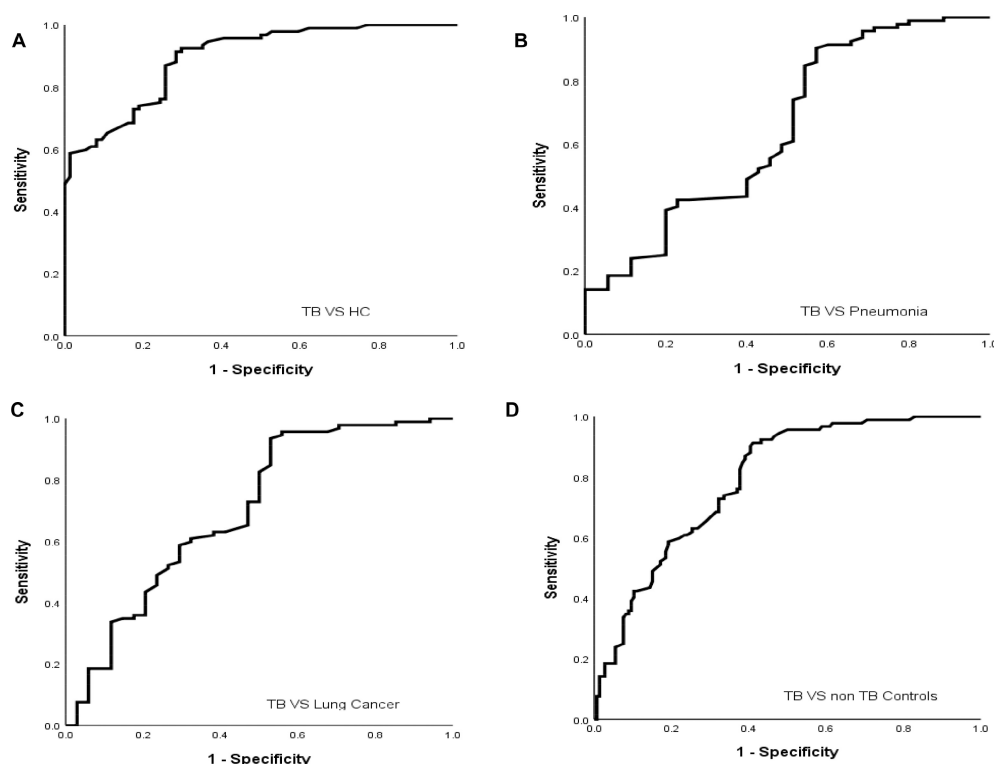 A
1.0
0.8
0.6
0.4
0.2
0.0
Sensitivity
0.0 0.2 0.4 0.6 0.8 1.0
1 - Specificity
TB VS HC
B
1.0
0.8
0.6
0.4
0.2
0.0
Sensitivity
0.0 0.2 0.4 0.6 0.8 1.0
1 - Specificity
TB VS Pneumonia
C
1.0
0.8
0.6
0.4
0.2
0.0
Sensitivity
0.0 0.2 0.4 0.6 0.8 1.0
1 - Specificity
TB VS Lung Cancer
D
1.0
0.8
0.6
0.4
0.2
0.0
Sensitivity
0.0 0.2 0.4 0.6 0.8 1.0
1 - Specificity
TB VS non TB Controls